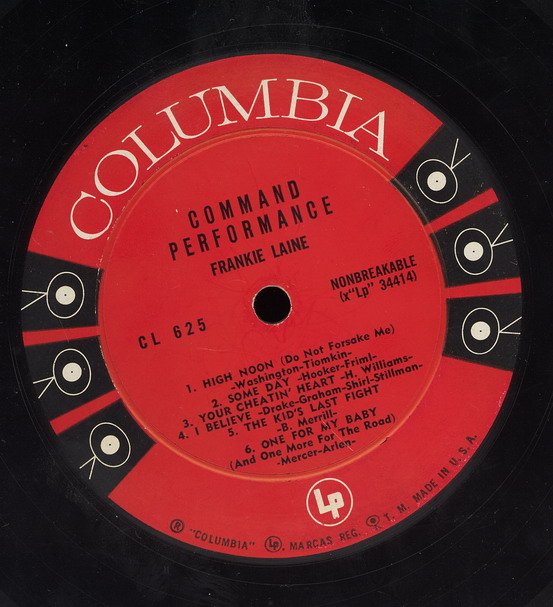 COLUMBIA
COMMAND
PERFORMANCE
FRANKIE LAINE
NONBREAKABLE
(x"Lp" 34414)
CL 625
1. HIGH NOON (Do Not Forsake Me)
-Washington-Tiomkin-
2. SOME DAY -Hooker-Friml-
3. YOUR CHEATIN' HEART -H. Williams-
4. I BELIEVE -Drake-Graham-Shirl-Stillman-
5. THE KID'S LAST FIGHT
-B. Merrill-
6. ONE FOR MY BABY
(And One More For The Road)
-Mercer-Arlen-
Lp
® "COLUMBIA" Lp. MARCAS REG. T. M. MADE IN U. S. A.